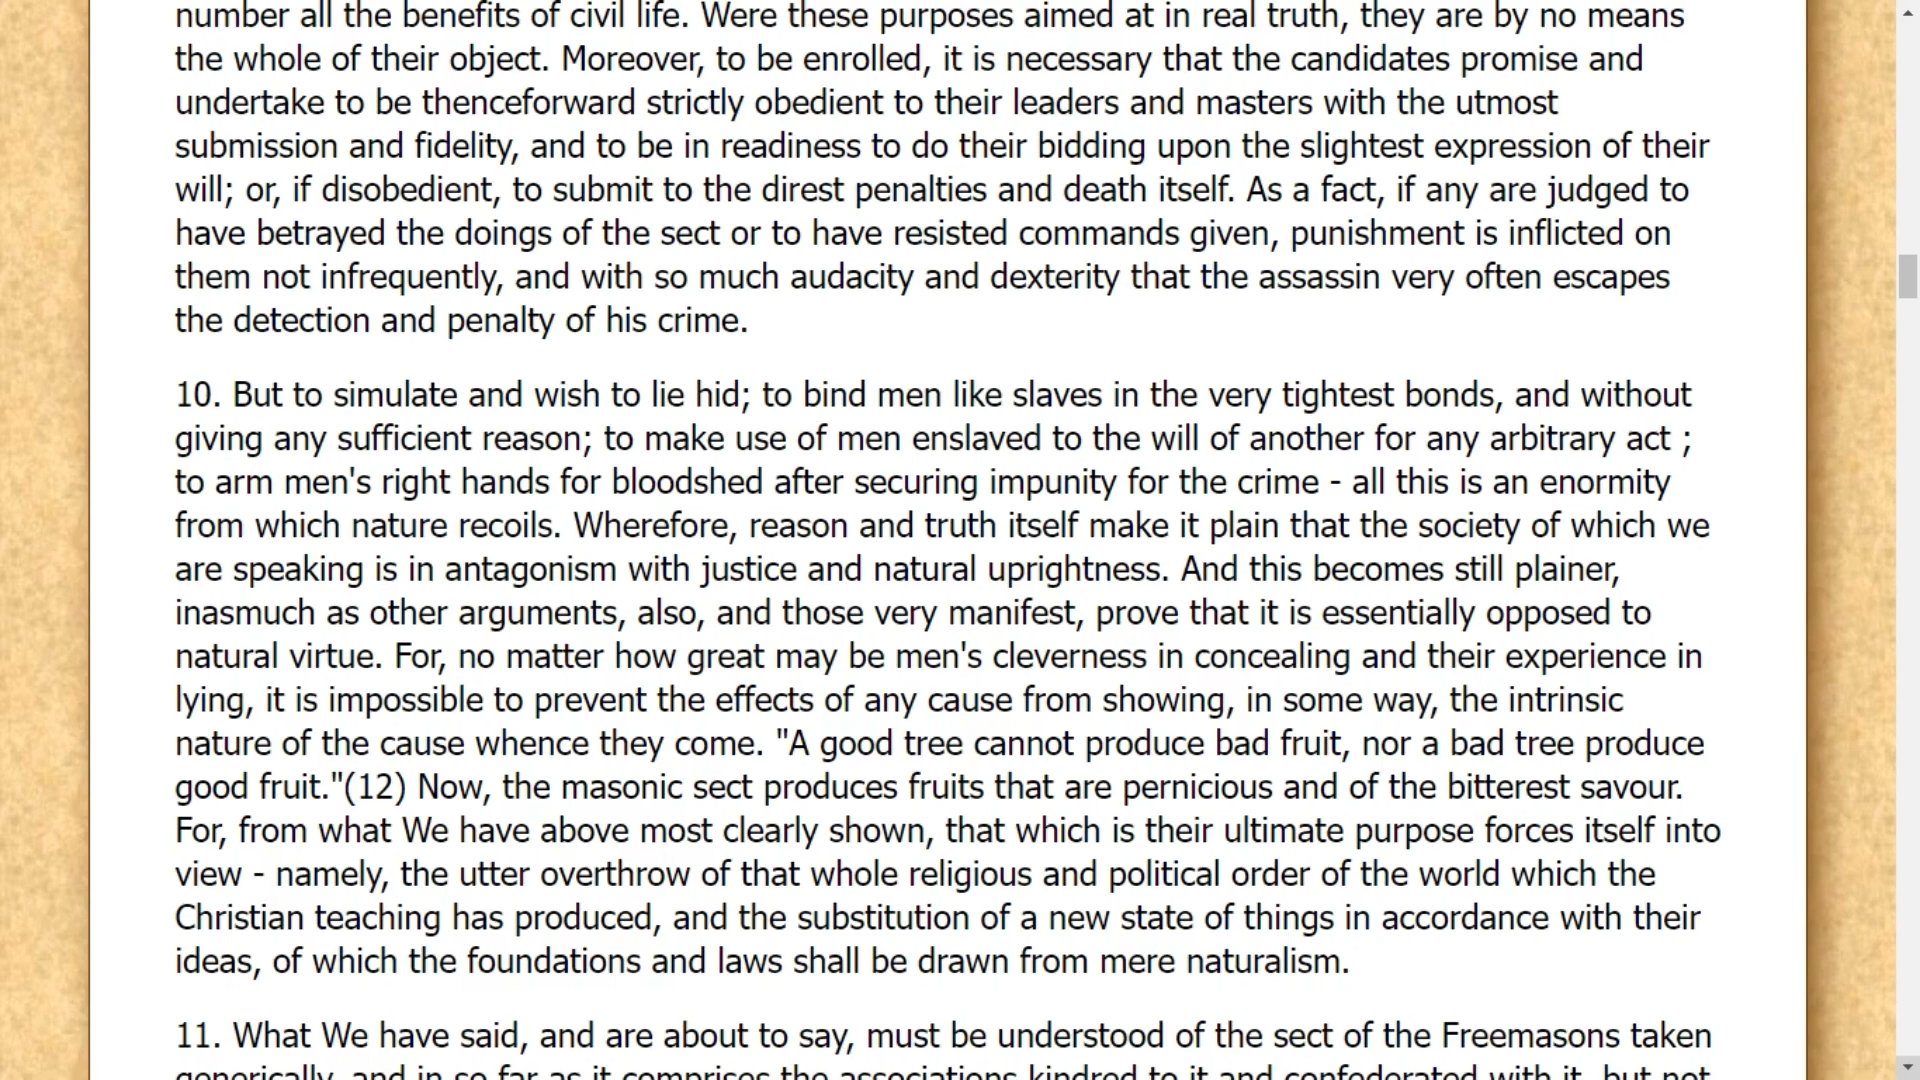 number all the benefits of civil life. Were these purposes aimed at in real truth, they are by no means
the whole of their object. Moreover, to be enrolled, it is necessary that the candidates promise and
undertake to be thenceforward strictly obedient to their leaders and masters with the utmost
submission and fidelity, and to be in readiness to do their bidding upon the slightest expression of their
will; or, if disobedient, to submit to the direst penalties and death itself. As a fact, if any are judged to
have betrayed the doings of the sect or to have resisted commands given, punishment is inflicted on
them not infrequently, and with so much audacity and dexterity that the assassin very often escapes
the detection and penalty of his crime.
10. But to simulate and wish to lie hid; to bind men like slaves in the very tightest bonds, and without
giving any sufficient reason; to make use of men enslaved to the will of another for any arbitrary act ;
to arm men's right hands for bloodshed after securing impunity for the crime - all this is an enormity
from which nature recoils. Wherefore, reason and truth itself make it plain that the society of which we
are speaking is in antagonism with justice and natural uprightness. And this becomes still plainer,
inasmuch as other arguments, also, and those very manifest, prove that it is essentially opposed to
natural virtue. For, no matter how great may be men's cleverness in concealing and their experience in
lying, it is impossible to prevent the effects of any cause from showing, in some way, the intrinsic
nature of the cause whence they come. "A good tree cannot produce bad fruit, nor a bad tree produce
good fruit."(12) Now, the masonic sect produces fruits that are pernicious and of the bitterest savour.
For, from what We have above most clearly shown, that which is their ultimate purpose forces itself into
view - namely, the utter overthrow of that whole religious and political order of the world which the
Christian teaching has produced, and the substitution of a new state of things in accordance with their
ideas, of which the foundations and laws shall be drawn from mere naturalism.
11. What We have said, and are about to say, must be understood of the sect of the Freemasons taken
generically, and in so far as it comprises the associations kindred to it and confederated with it, but not